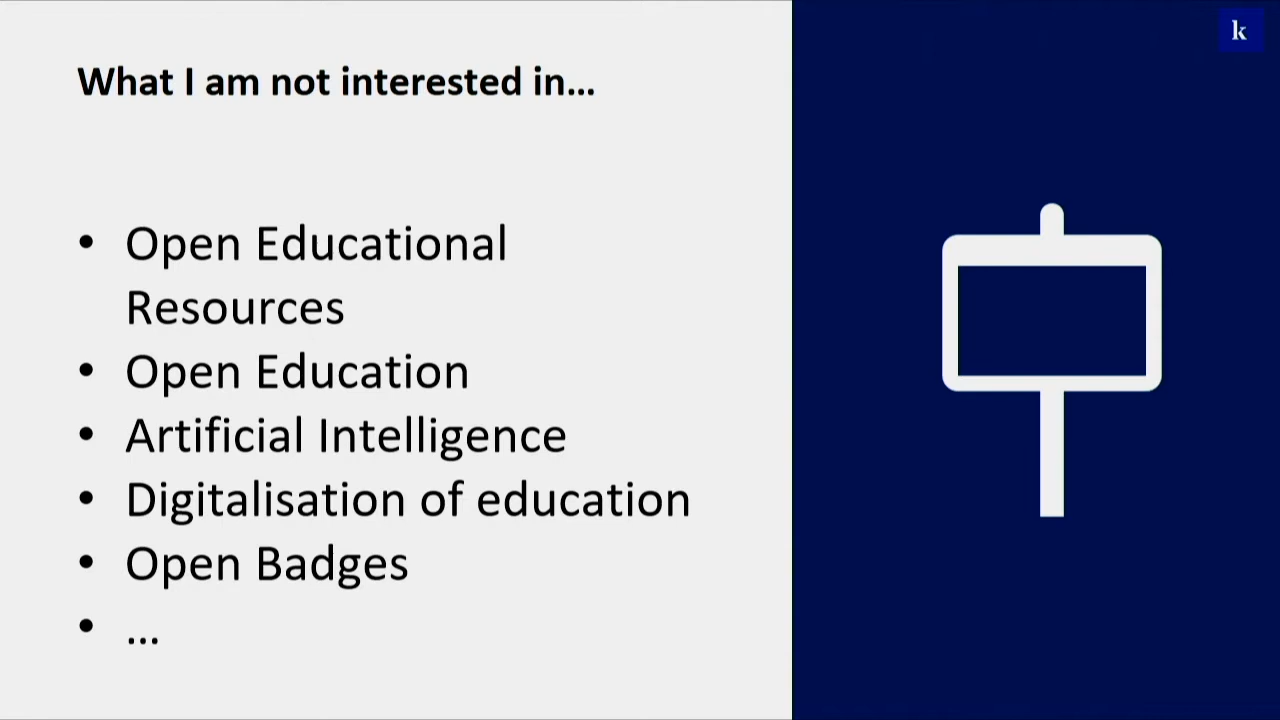 k
What I am not interested in...
• Open Educational
Resources
• Open Education
• Artificial Intelligence
• Digitalisation of education
• Open Badges
• ...